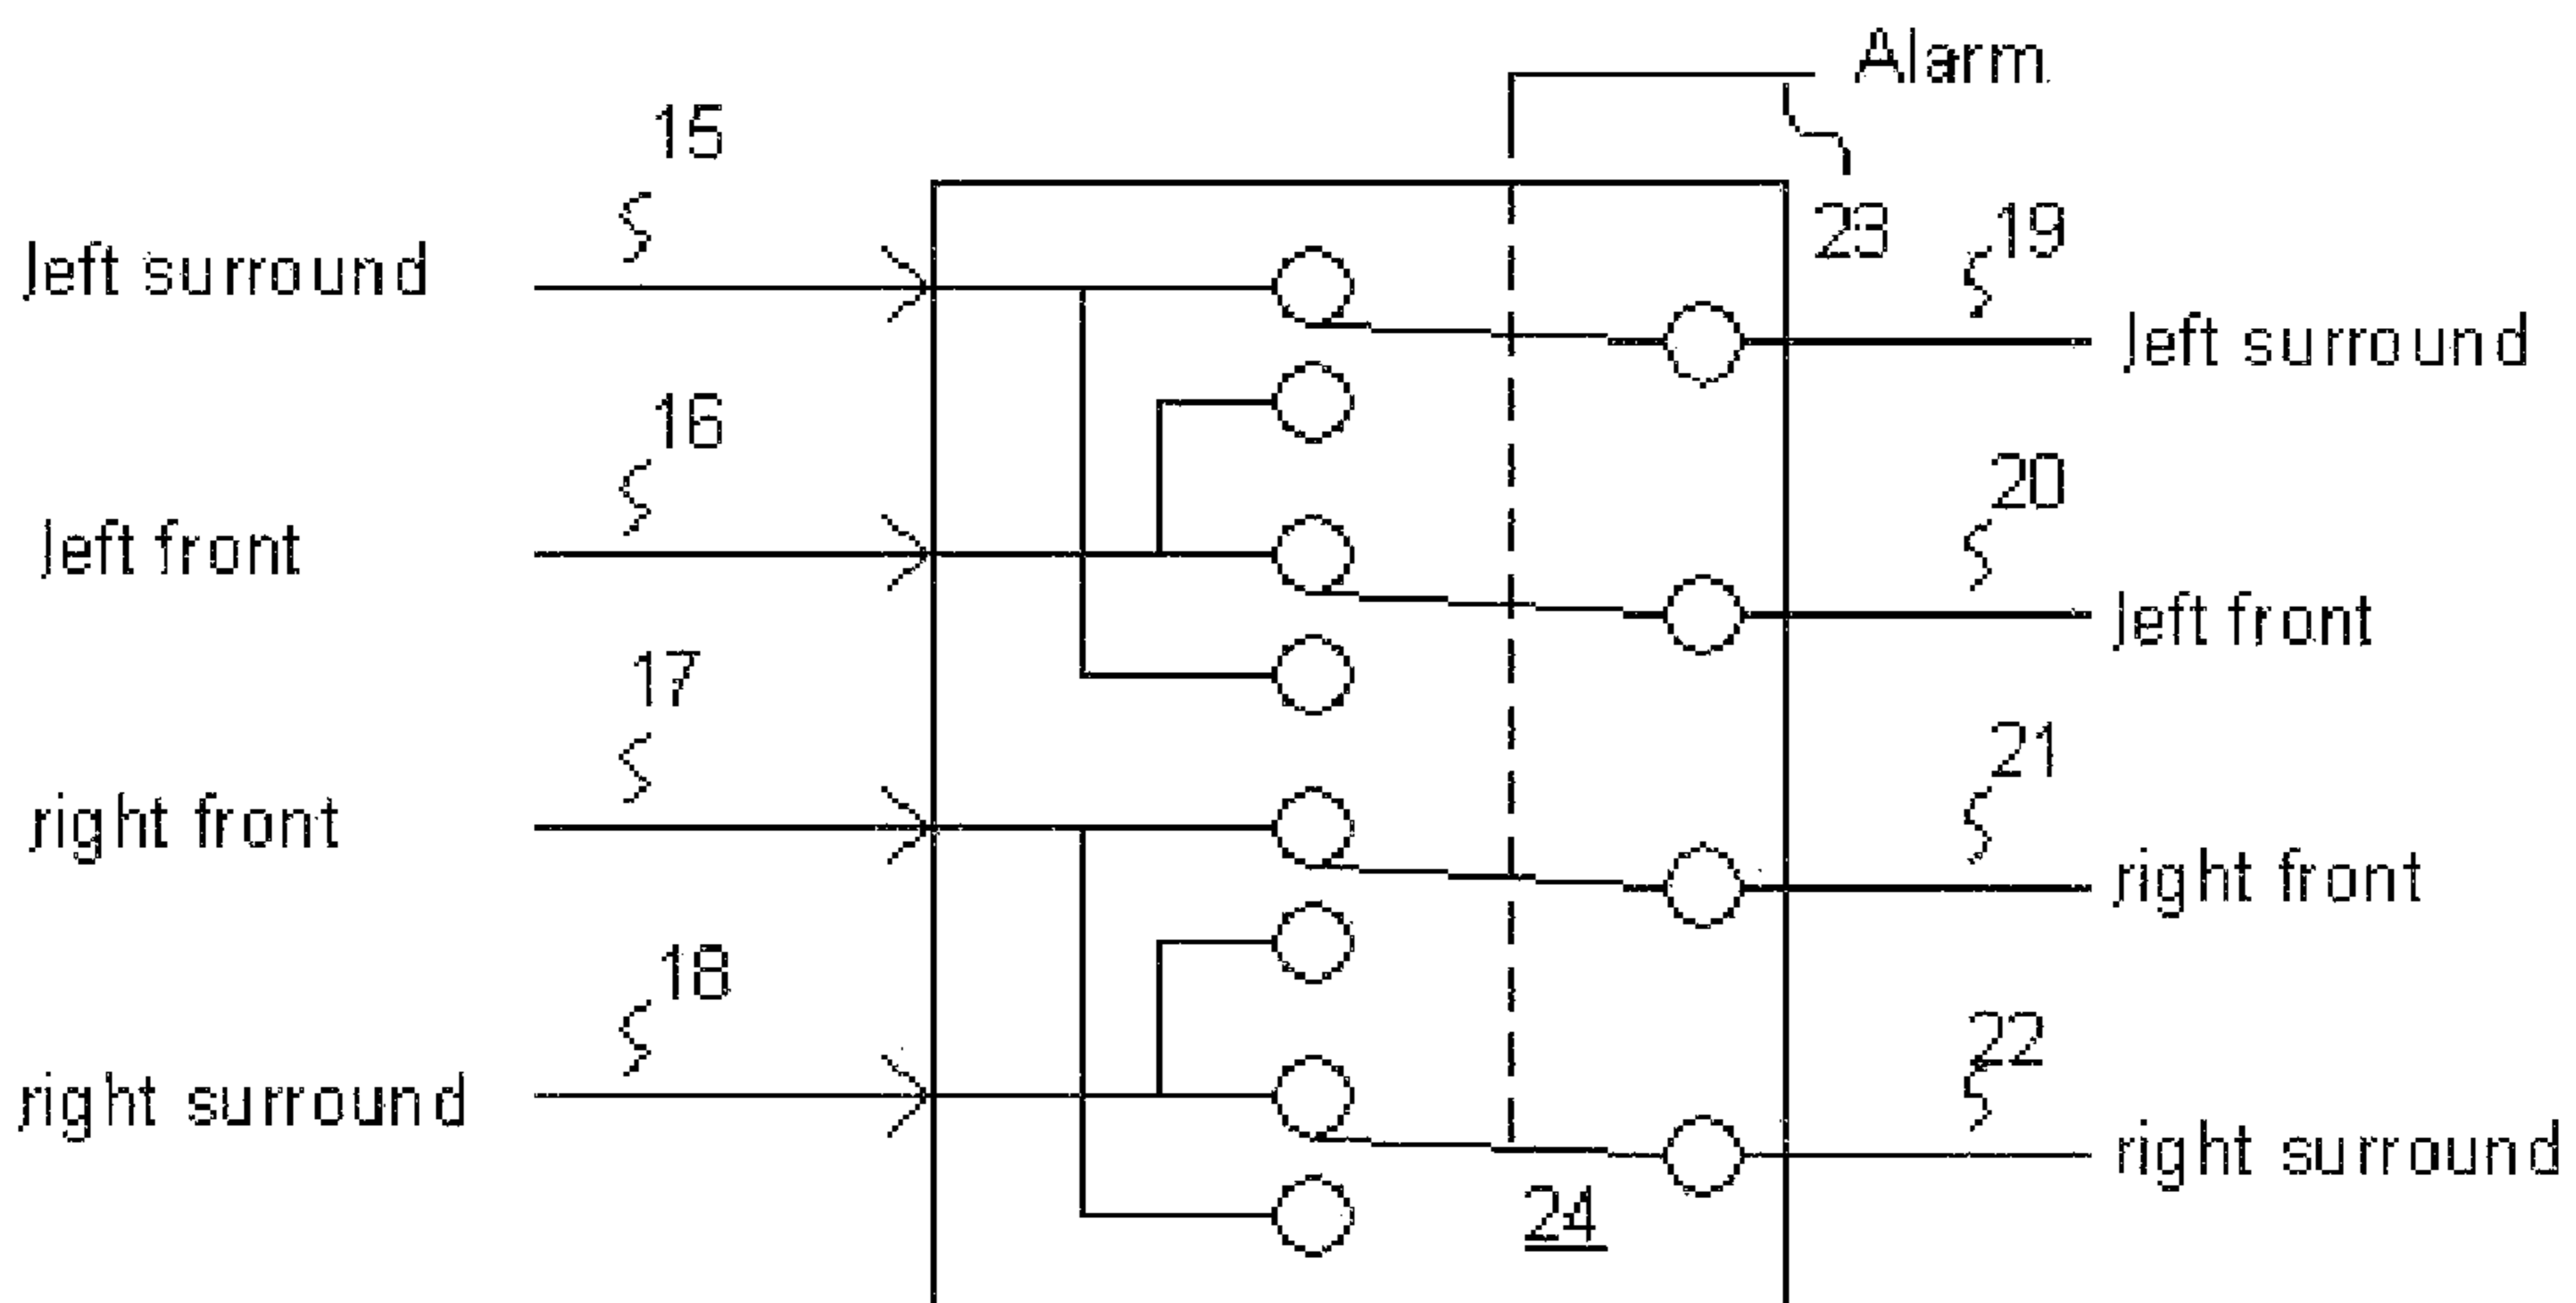 Alarm
15
23
19
left surround
left surround
16
20
left front
left front
17
21
right front
right front
18
22
right surround
right surround
24